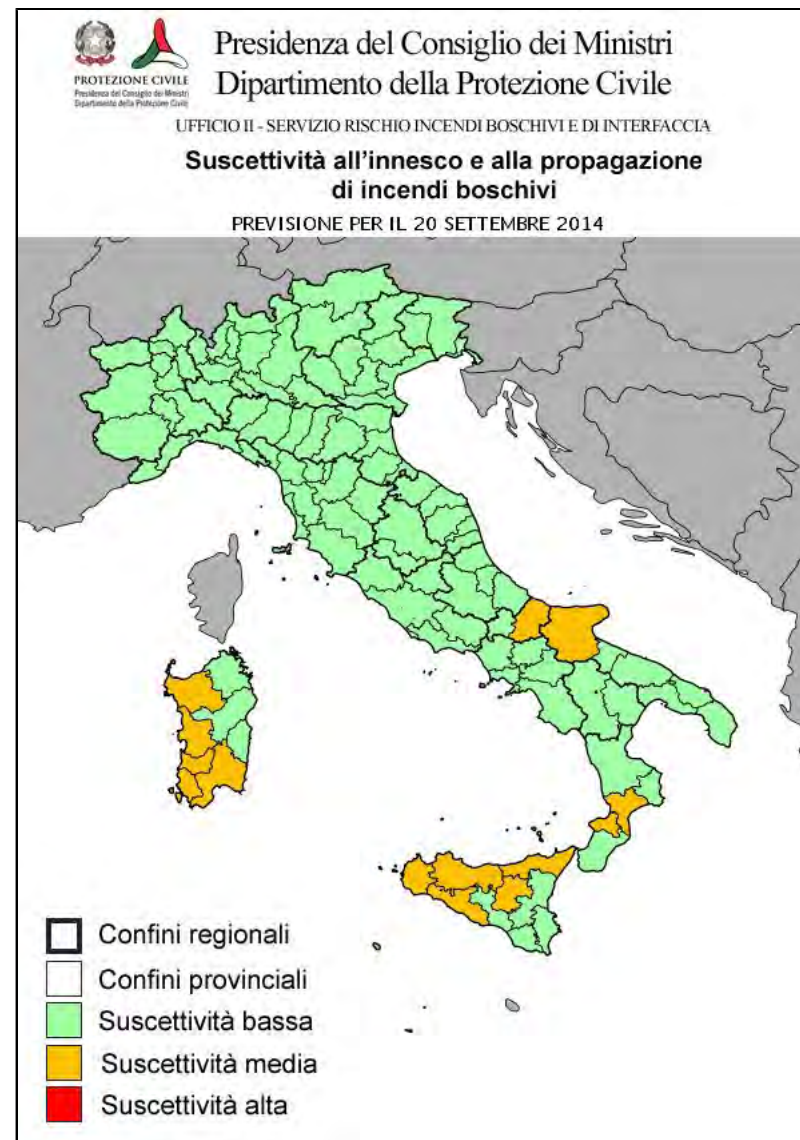 PROTEZIONE CIVILE
Presidenza del Consiglio dei Ministri
Dipartimento della Protezione Civile
Presidenza del Consiglio dei Ministri
Dipartimento della Protezione Civile
UFFICIO II - SERVIZIO RISCHIO INCENDI BOSCHIVI E DI INTERFACCIA
Suscettività all'innesco e alla propagazione
di incendi boschivi
PREVISIONE PER IL 20 SETTEMBRE 2014
Confini regionali
Confini provinciali
Suscettività bassa
Suscettività media
Suscettività alta